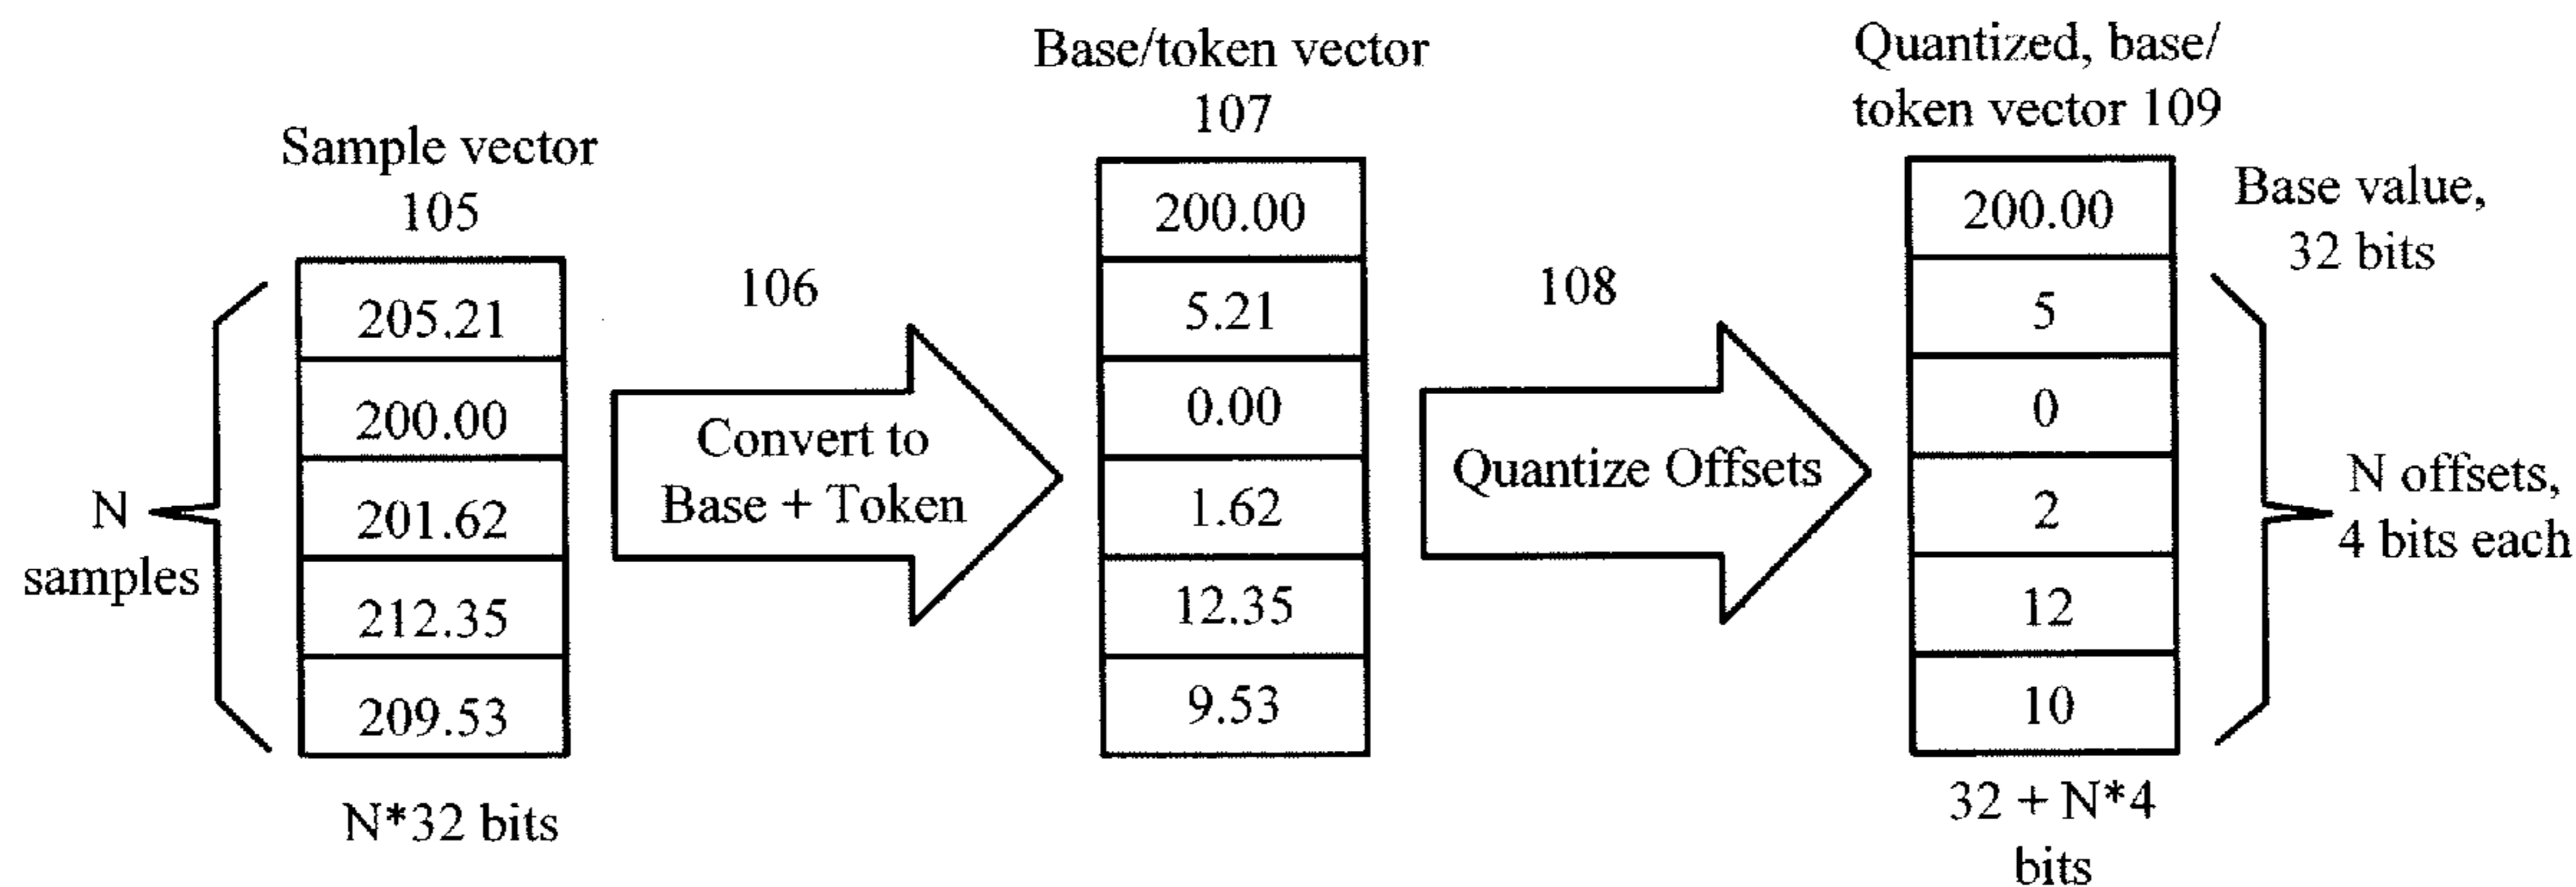 Sample vector
105
N
samples
205.21
200.00
201.62
212.35
209.53
N*32 bits
106
Convert to
Base + Token
Base/token vector
107
200.00
5.21
0.00
1.62
12.35
9.53
108
Quantize Offsets
Quantized, base/
token vector 109
200.00
5
0
2
12
10
32 + N*4
bits
Base value,
32 bits
N offsets,
4 bits each